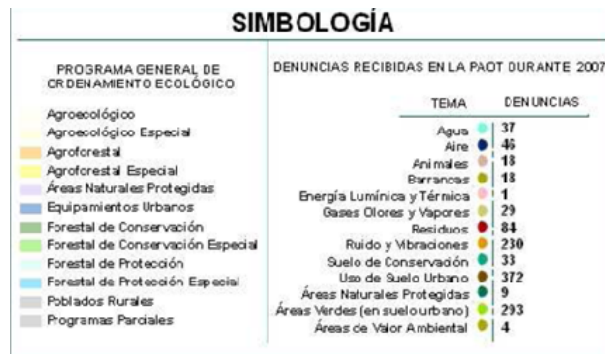 SIMBOLOGÍA
PROGRAMA GENERAL DE
ORDENAMIENTO ECOLÓGICO
Agroecológico
Agroecológico Especial
Agroforestal
Agroforestal Especial
Áreas Naturales Protegidas
Equipamientos Urbanos
Forestal de Conservación
Forestal de Conservación Especial
Forestal de Protección
Forestal de Protección Especial
Poblados Rurales
Programas Parciales
DENUNCIAS RECIBIDAS EN LA PAOT DURANTE 2007
TEMA DENUNCIAS
Agua 37
Aire 46
Animales 18
Barrancas 18
Energía Lumínica y Térmica 1
Gases Olores y Vapores 29
Residuos 84
Ruido y Vibraciones 230
Suelo de Conservación 33
Uso de Suelo Urbano 372
Áreas Naturales Protegidas 9
Áreas Verdes (en suelo urbano) 293
Áreas de Valor Ambiental 4